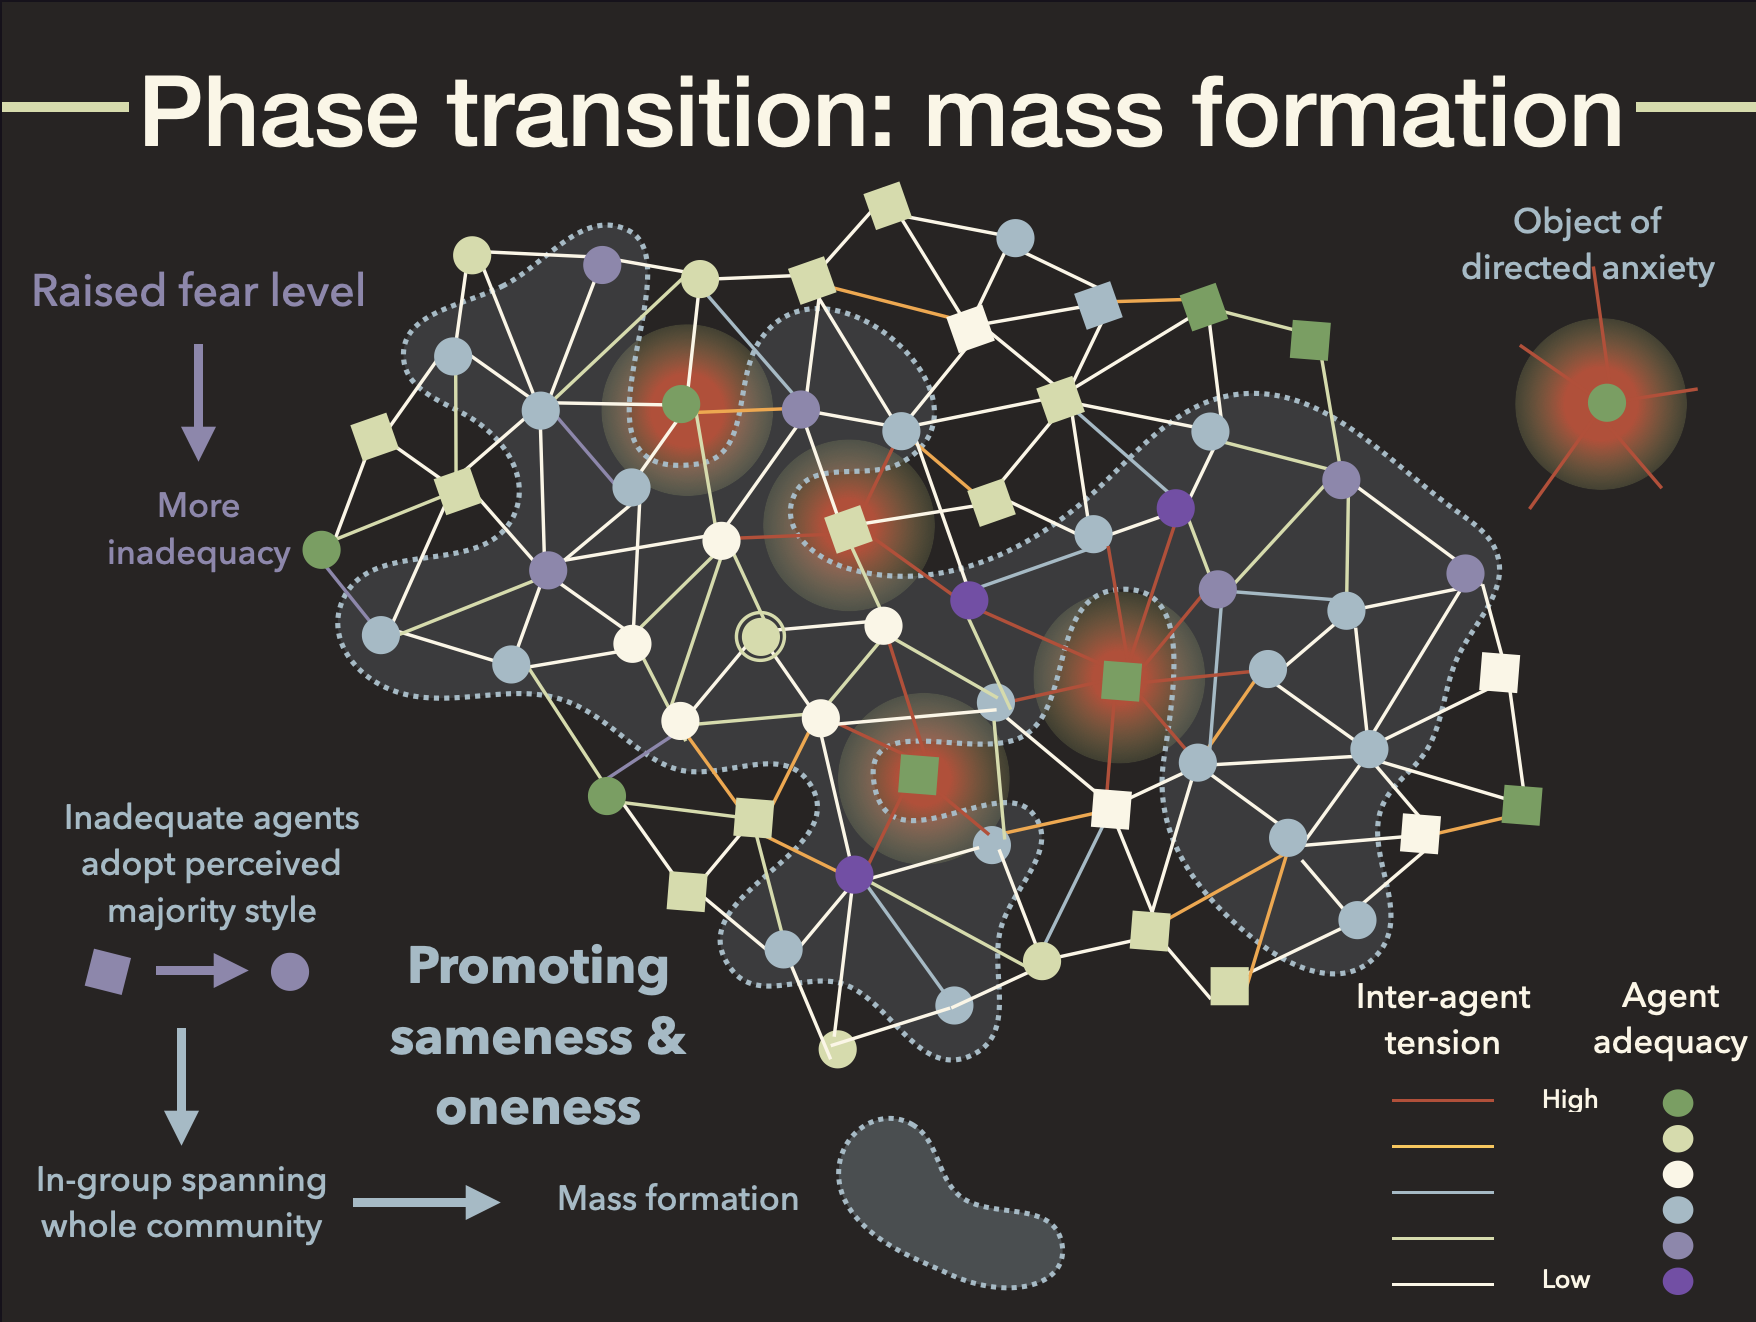 Phase transition: mass formation
Object of
directed anxiety
Raised fear level
More
inadequacy
Inadequate agents
adopt perceived
majority style
Promoting
sameness &
oneness
In-group spanning
whole community
Mass formation
Inter-agent
tension
Agent
adequacy
High
Low